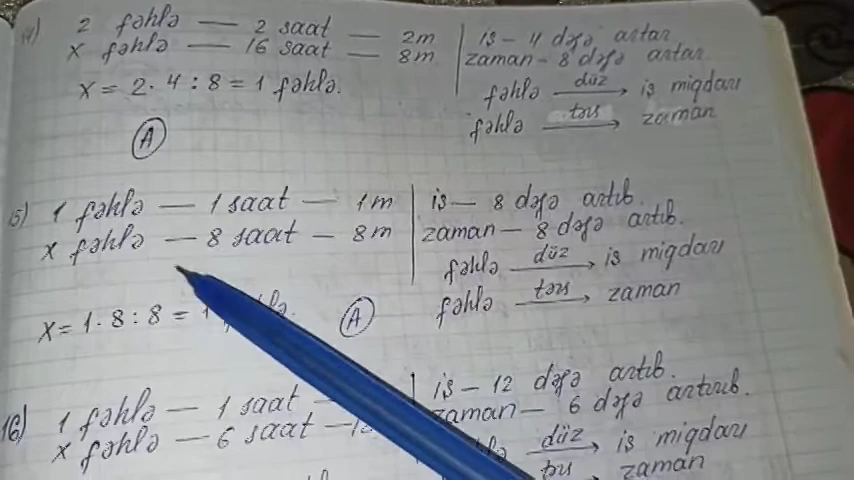 14) 2 fəhlə — 2 saat — 2m | iş – 4 dəfə artar
x fəhlə — 16 saat — 8m | zaman – 8 dəfə artar
x = 2 · 4 : 8 = 1 fəhlə.
fəhlə düz → iş miqdarı
fəhlə tərs → zaman
A
15) 1 fəhlə — 1 saat — 1m | iş — 8 dəfə artıb.
x fəhlə — 8 saat — 8m | zaman – 8 dəfə artıb.
fəhlə düz → iş miqdarı
fəhlə tərs → zaman
x = 1 · 8 : 8 = 1
A
16) 1 fəhlə — 1 saat — | iş – 12 dəfə artıb.
x fəhlə — 6 saat — | zaman – 6 dəfə artırıb.
düz → iş miqdarı
tərs → zaman